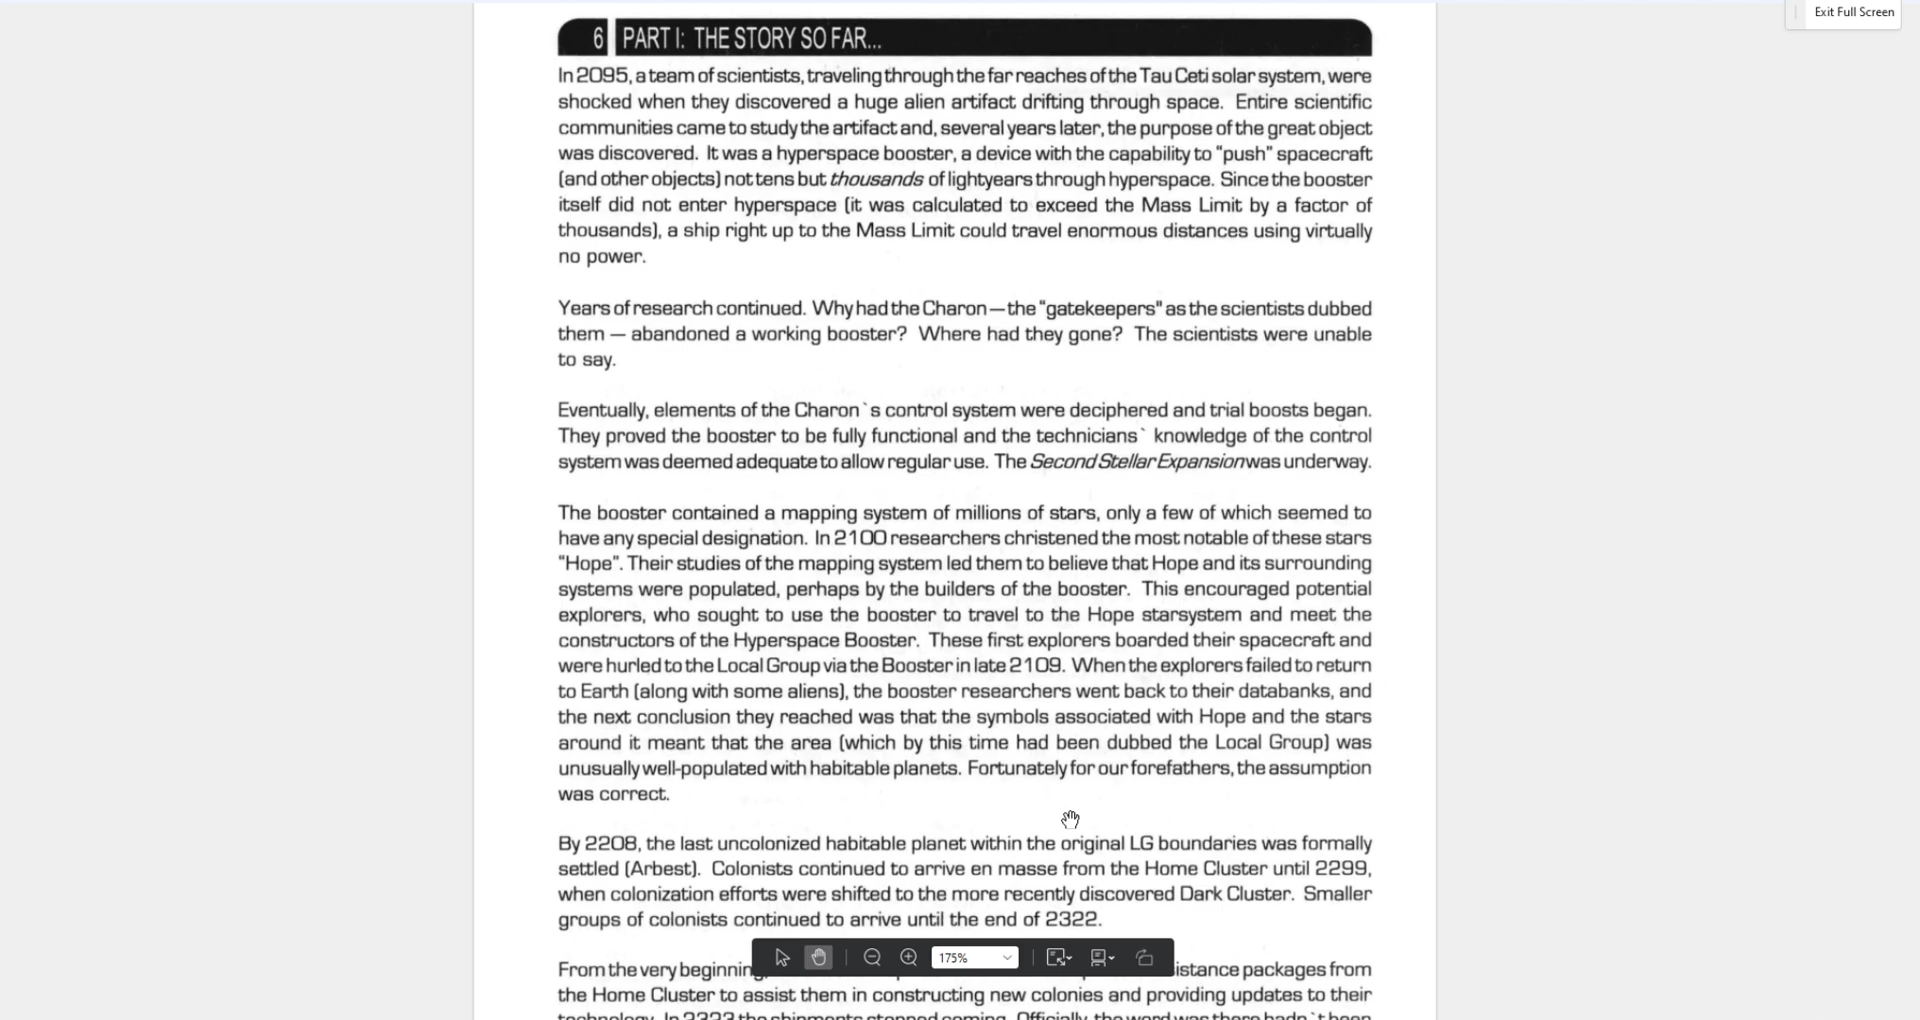 Exit Full Screen
6 PART I: THE STORY SO FAR...
In 2095, a team of scientists, traveling through the far reaches of the Tau Ceti solar system, were
shocked when they discovered a huge alien artifact drifting through space. Entire scientific
communities came to study the artifact and, several years later, the purpose of the great object
was discovered. It was a hyperspace booster, a device with the capability to "push" spacecraft
(and other objects) not tens but thousands of lightyears through hyperspace. Since the booster
itself did not enter hyperspace (it was calculated to exceed the Mass Limit by a factor of
thousands), a ship right up to the Mass Limit could travel enormous distances using virtually
no power.
Years of research continued. Why had the Charon — the "gatekeepers" as the scientists dubbed
them — abandoned a working booster? Where had they gone? The scientists were unable
to say.
Eventually, elements of the Charon`s control system were deciphered and trial boosts began.
They proved the booster to be fully functional and the technicians` knowledge of the control
system was deemed adequate to allow regular use. The Second Stellar Expansion was underway.
The booster contained a mapping system of millions of stars, only a few of which seemed to
have any special designation. In 2100 researchers christened the most notable of these stars
"Hope". Their studies of the mapping system led them to believe that Hope and its surrounding
systems were populated, perhaps by the builders of the booster. This encouraged potential
explorers, who sought to use the booster to travel to the Hope starsystem and meet the
constructors of the Hyperspace Booster. These first explorers boarded their spacecraft and
were hurled to the Local Group via the Booster in late 2109. When the explorers failed to return
to Earth (along with some aliens), the booster researchers went back to their databanks, and
the next conclusion they reached was that the symbols associated with Hope and the stars
around it meant that the area (which by this time had been dubbed the Local Group) was
unusually well-populated with habitable planets. Fortunately for our forefathers, the assumption
was correct.
By 2208, the last uncolonized habitable planet within the original LG boundaries was formally
settled (Arbest). Colonists continued to arrive en masse from the Home Cluster until 2299,
when colonization efforts were shifted to the more recently discovered Dark Cluster. Smaller
groups of colonists continued to arrive until the end of 2322.
175%
From the very beginning, istance packages from
the Home Cluster to assist them in constructing new colonies and providing updates to their
technology. In 2323 the shipments stopped coming. Officially, the word was there hadn`t been